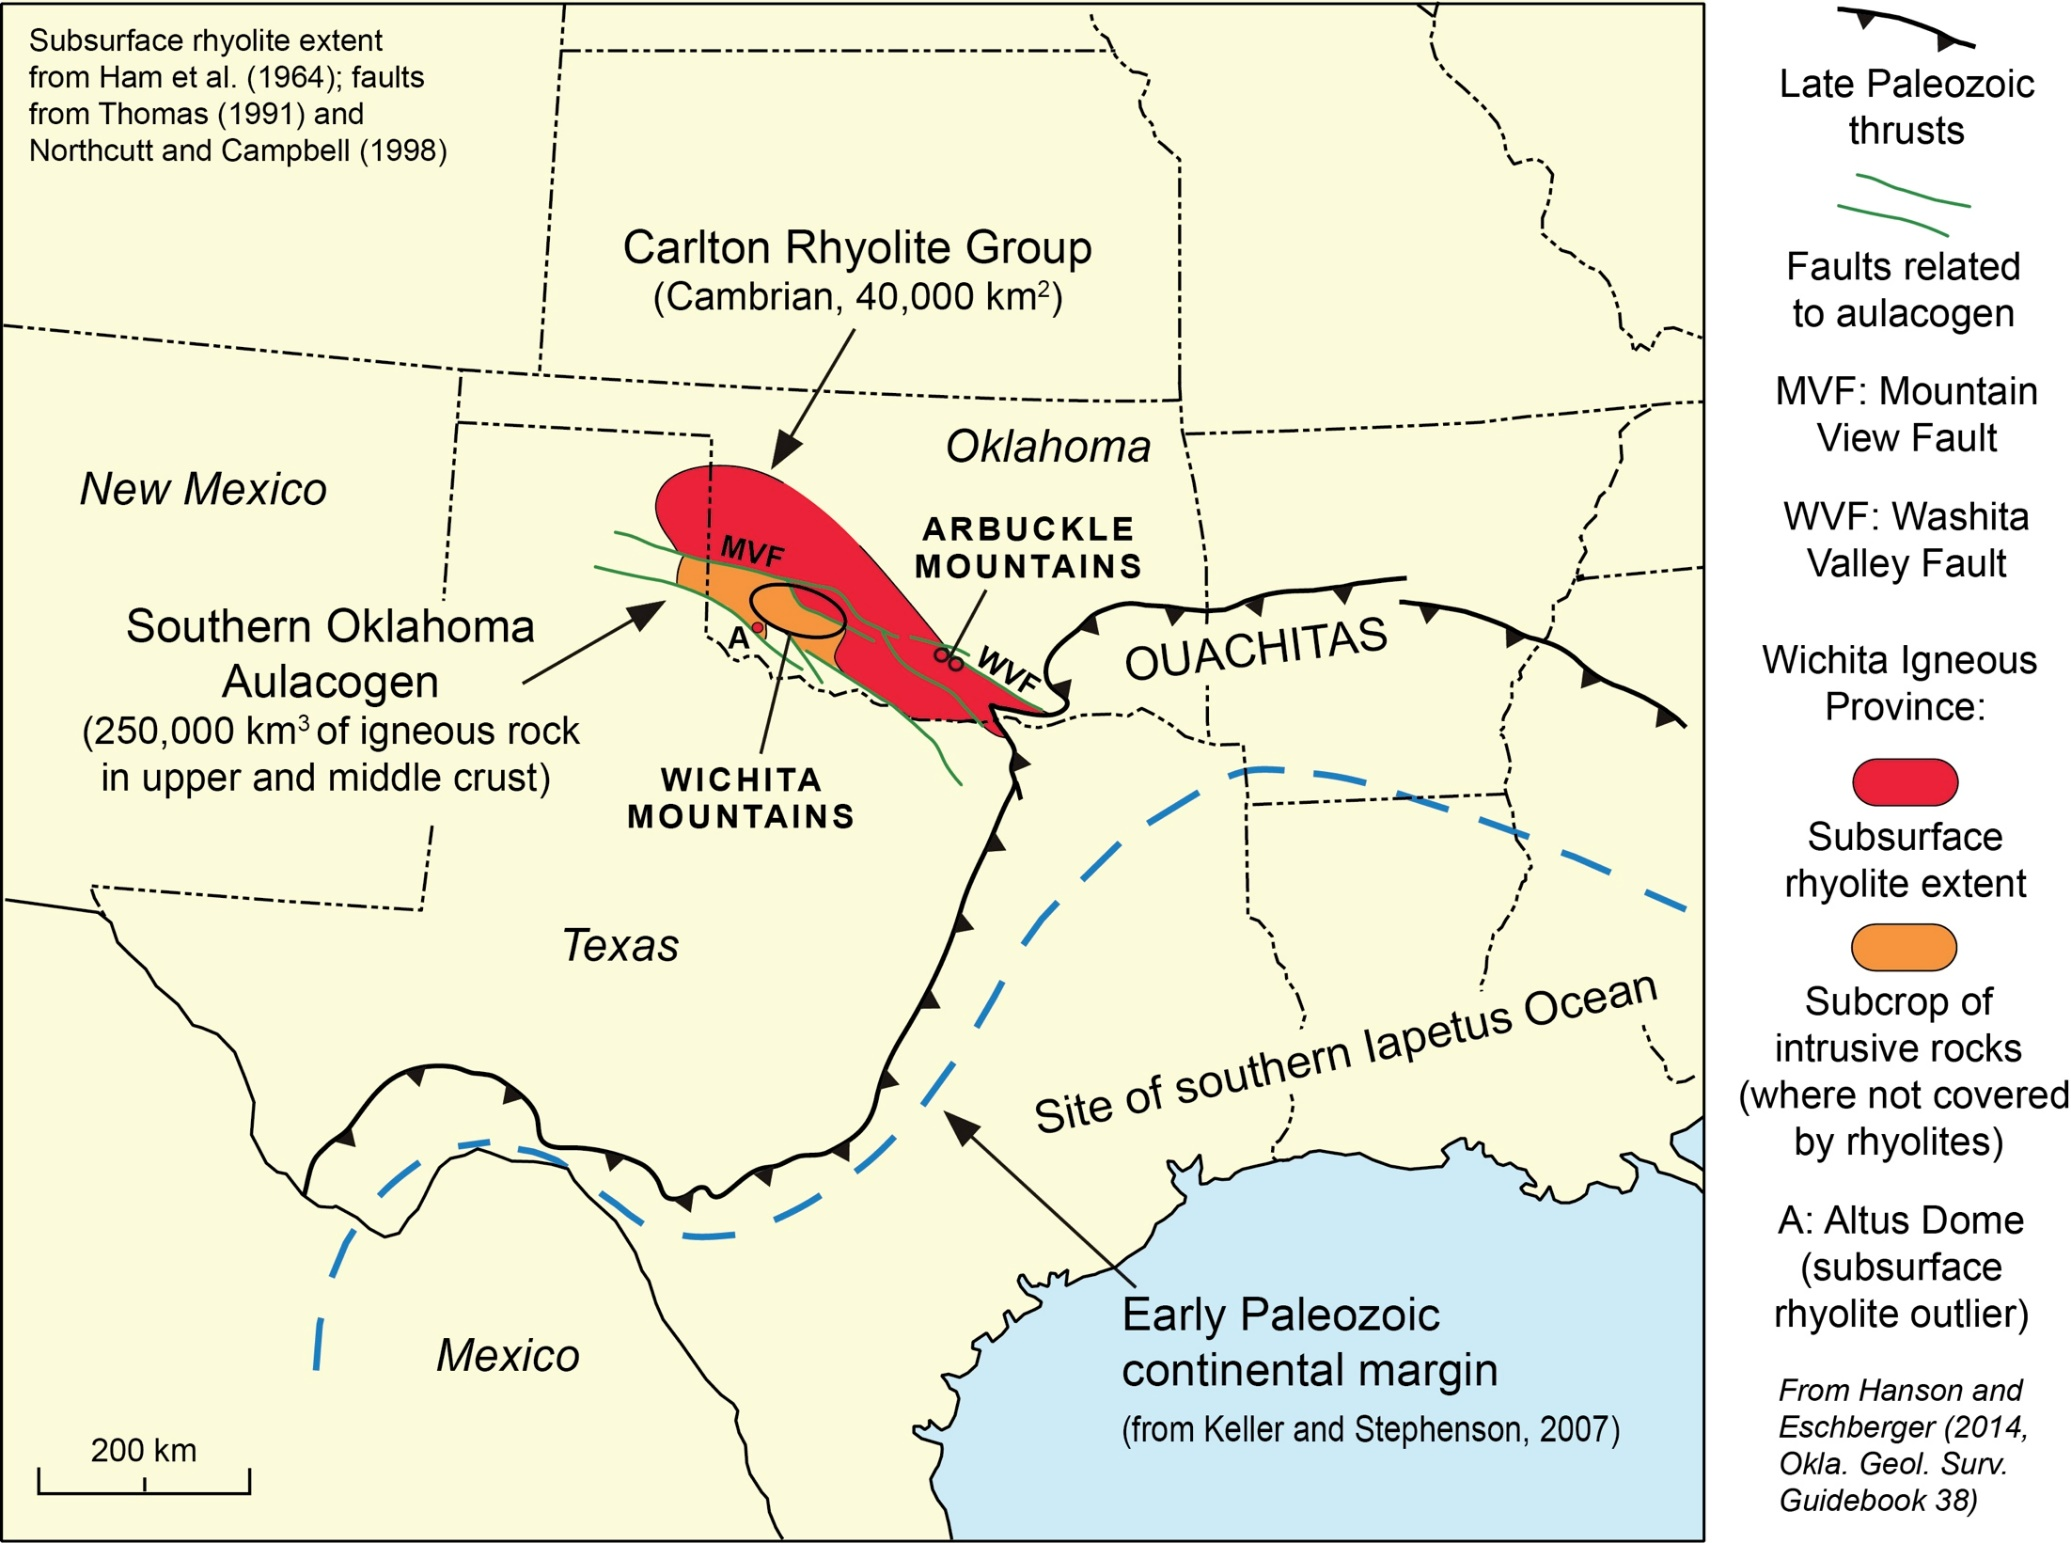 Subsurface rhyolite extent
from Ham et al. (1964); faults
from Thomas (1991) and
Northcutt and Campbell (1998)
Carlton Rhyolite Group
(Cambrian, 40,000 km²)
Oklahoma
New Mexico
ARBUCKLE
MOUNTAINS
MVF
Southern Oklahoma
Aulacogen
(250,000 km³ of igneous rock
in upper and middle crust)
A
WVF
OUACHITAS
WICHITA
MOUNTAINS
Texas
Site of southern Iapetus Ocean
Mexico
Early Paleozoic
continental margin
(from Keller and Stephenson, 2007)
200 km
Late Paleozoic
thrusts
Faults related
to aulacogen
MVF: Mountain
View Fault
WVF: Washita
Valley Fault
Wichita Igneous
Province:
Subsurface
rhyolite extent
Subcrop of
intrusive rocks
(where not covered
by rhyolites)
A: Altus Dome
(subsurface
rhyolite outlier)
From Hanson and
Eschberger (2014,
Okla. Geol. Surv.
Guidebook 38)